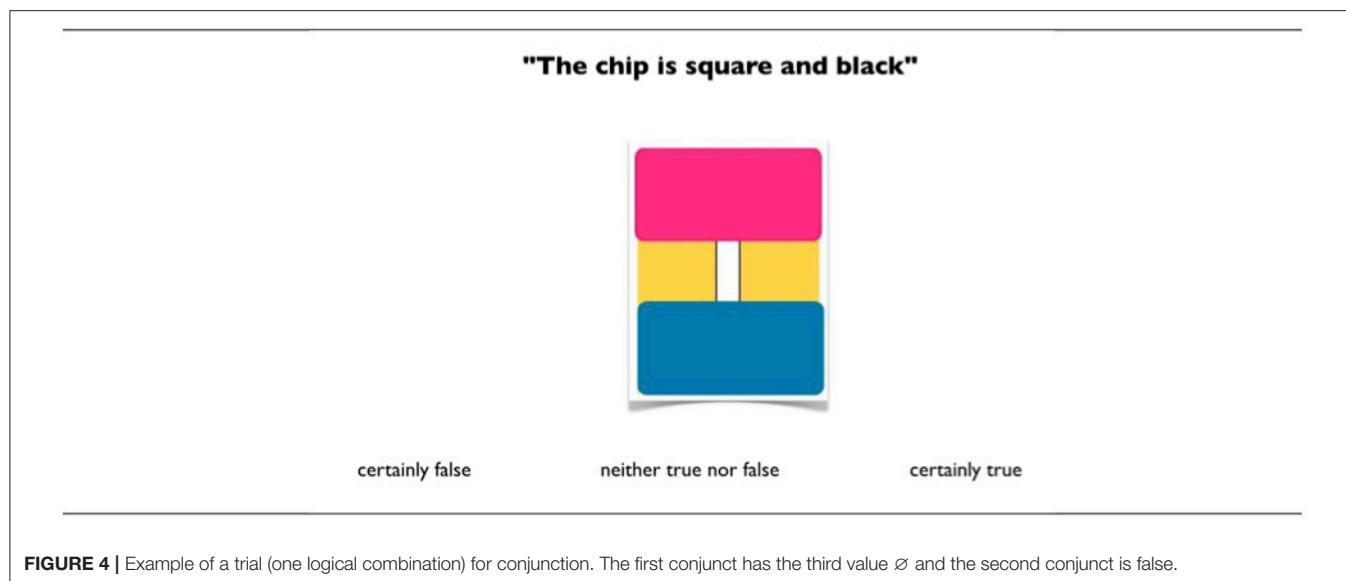 "The chip is square and black"
certainly false neither true nor false certainly true
FIGURE 4 | Example of a trial (one logical combination) for conjunction. The first conjunct has the third value ∅ and the second conjunct is false.